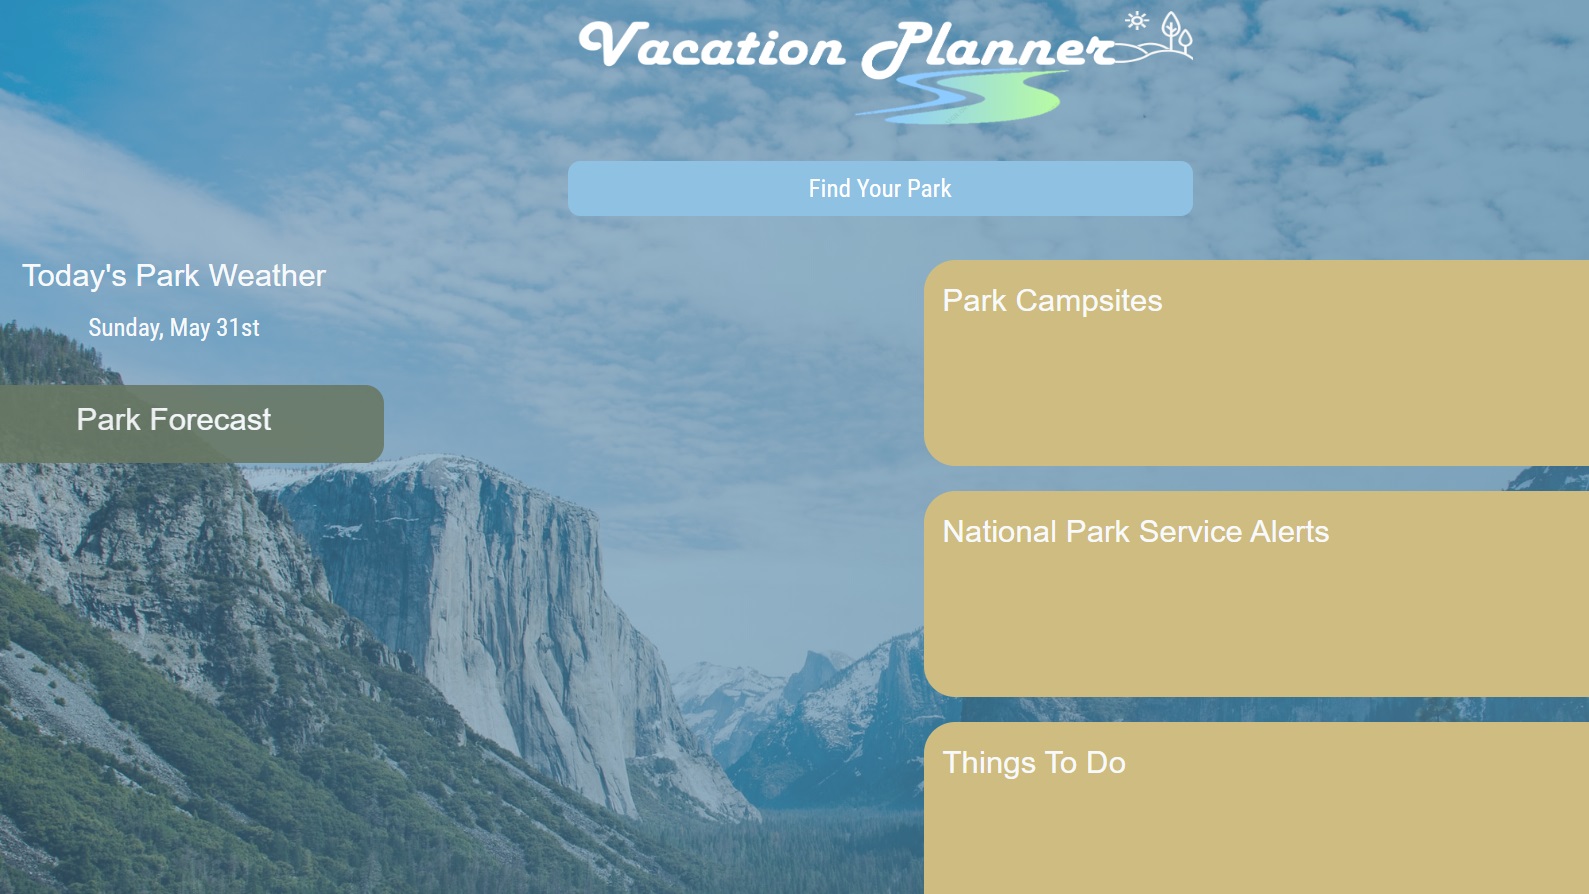 Vacation Planner
Find Your Park
Today's Park Weather
Sunday, May 31st
Park Forecast
Park Campsites
National Park Service Alerts
Things To Do